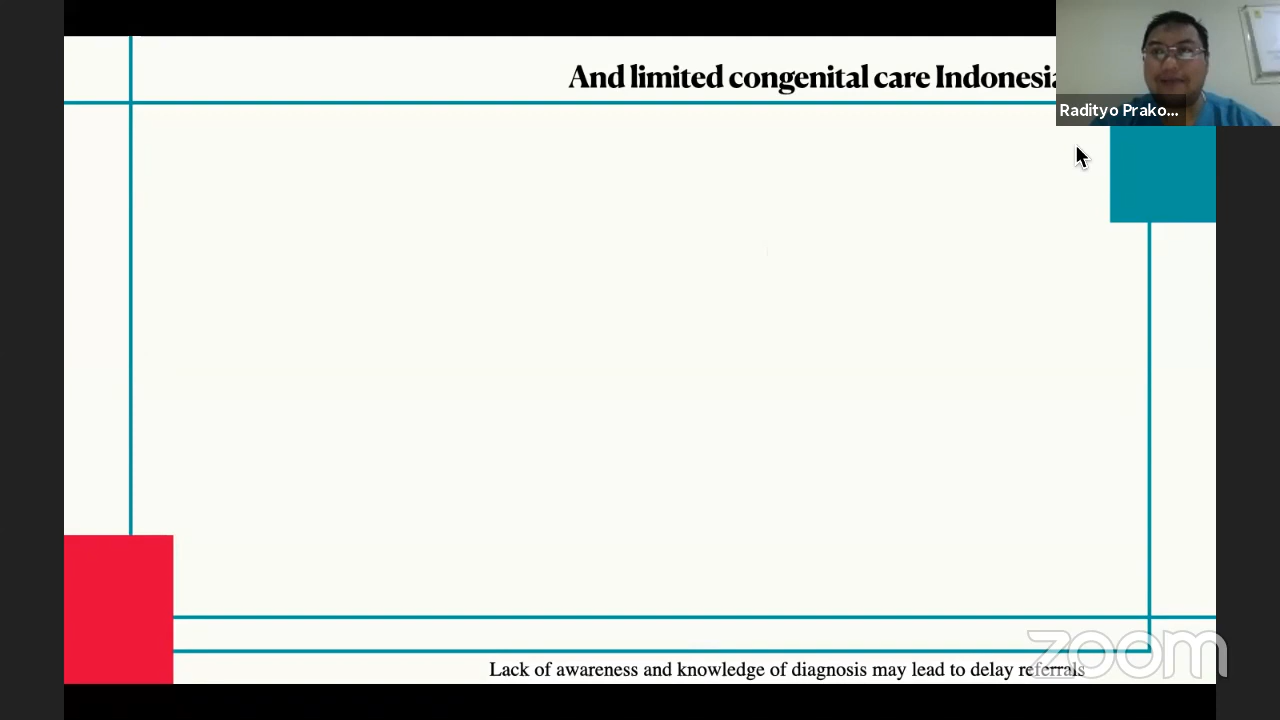 And limited congenital care Indonesia
Radityo Prako...
Lack of awareness and knowledge of diagnosis may lead to delay referrals
zoom